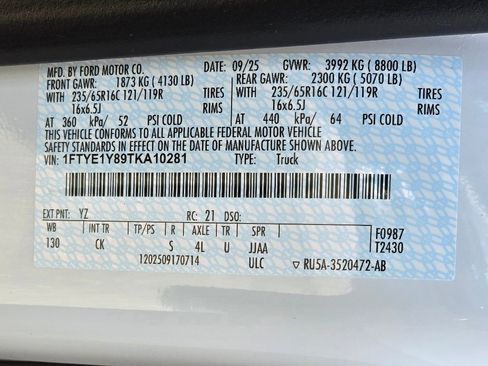 MFD. BY FORD MOTOR CO. DATE: 09/25 GVWR: 3992 KG ( 8800 LB)
FRONT GAWR: 1873 KG ( 4130 LB) REAR GAWR: 2300 KG ( 5070 LB)
WITH 235/65R16C 121/119R TIRES WITH 235/65R16C 121/119R TIRES
16x6.5J RIMS 16x6.5J RIMS
AT 360 kPa/ 52 PSI COLD AT 440 kPa/ 64 PSI COLD
THIS VEHICLE CONFORMS TO ALL APPLICABLE FEDERAL MOTOR VEHICLE
SAFETY STANDARDS IN EFFECT ON THE DATE OF MANUFACTURE SHOWN ABOVE.
VIN: 1FTYE1Y89TKA10281 TYPE: Truck
EXT PNT: YZ RC: 21 DSO:
WB INT TR TP/PS R AXLE TR SPR F0987
130 CK S 4L U JJAA T2430
1202509170714 ULC ▽ RU5A-3520472-AB